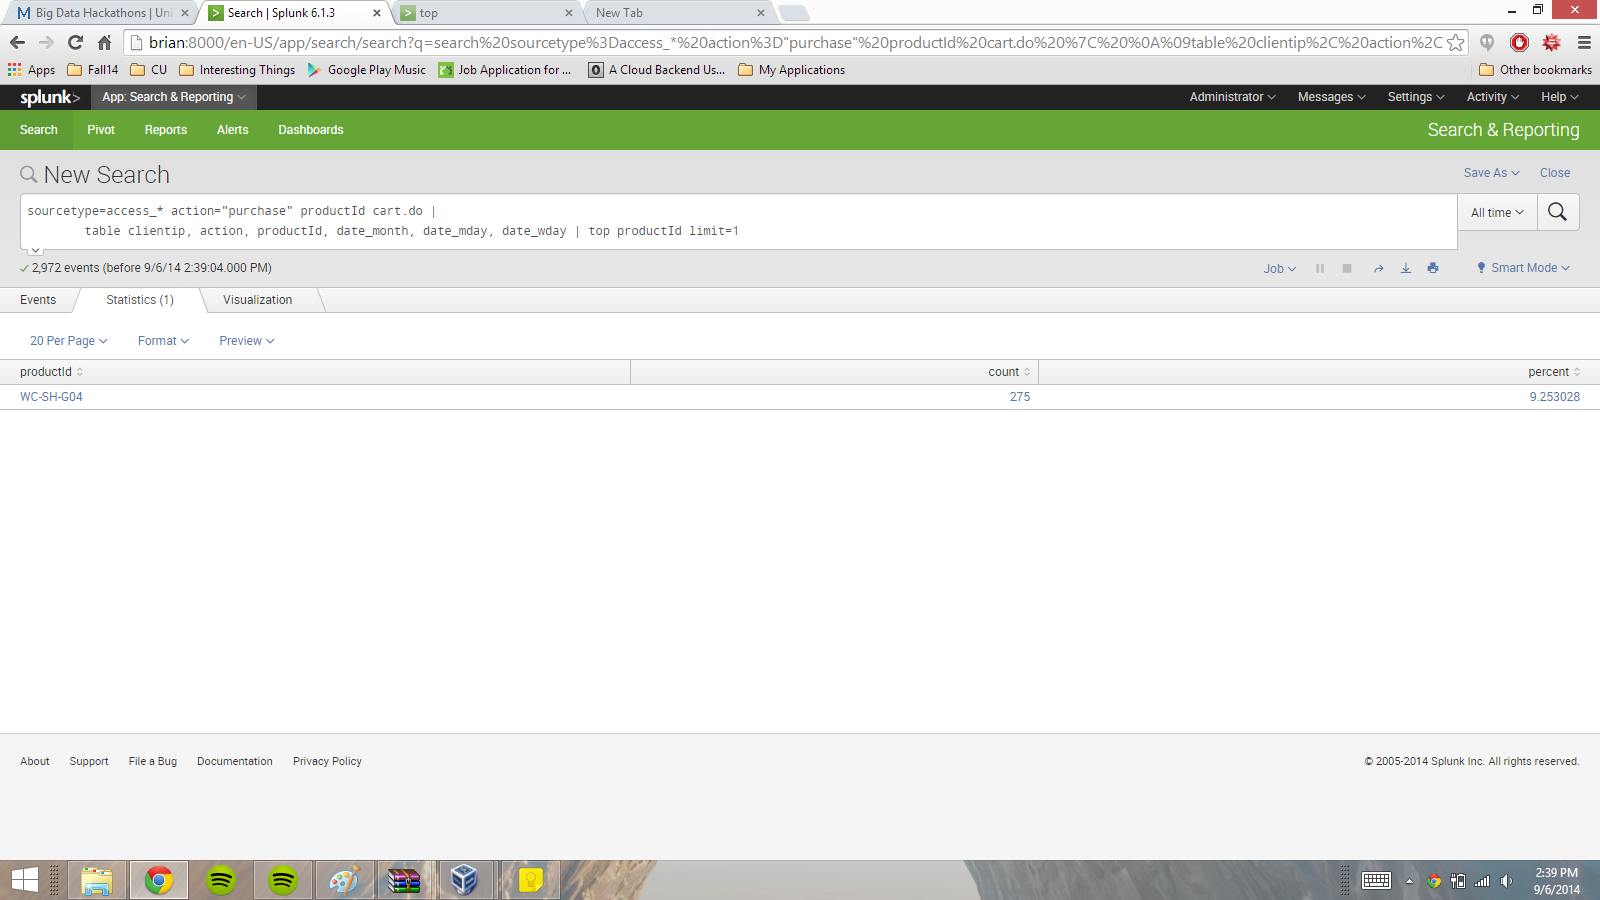 Big Data Hackathons | Uni
Search | Splunk 6.1.3
top
New Tab
brian:8000/en-US/app/search/search?q=search%20sourcetype%3Daccess_*%20action%3D"purchase"%20productId%20cart.do%20%7C%20%0A%09table%20clientip%2C%20action%2C
Apps
Fall14
CU
Interesting Things
Google Play Music
Job Application for ...
A Cloud Backend Us...
My Applications
Other bookmarks
splunk>
App: Search & Reporting
Administrator
Messages
Settings
Activity
Help
Search
Pivot
Reports
Alerts
Dashboards
Search & Reporting
New Search
Save As
Close
sourcetype=access_* action="purchase" productId cart.do |
table clientip, action, productId, date_month, date_mday, date_wday | top productId limit=1
All time
2,972 events (before 9/6/14 2:39:04.000 PM)
Job
Smart Mode
Events
Statistics (1)
Visualization
20 Per Page
Format
Preview
productId
count
percent
WC-SH-G04
275
9.253028
About
Support
File a Bug
Documentation
Privacy Policy
© 2005-2014 Splunk Inc. All rights reserved.
2:39 PM
9/6/2014